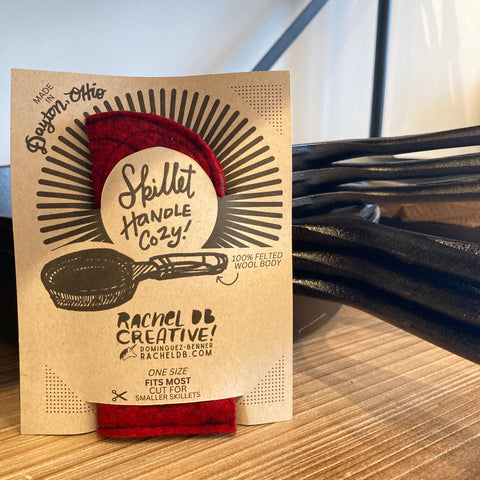 MADE
IN
Dayton, Ohio
Skillet
HANDLE
COZY!
100% FELTED
WOOL BODY
RACHEL DB
CREATIVE!
DOMINGUEZ-BENNER
RACHELDB.COM
ONE SIZE
FITS MOST
CUT FOR
SMALLER SKILLETS